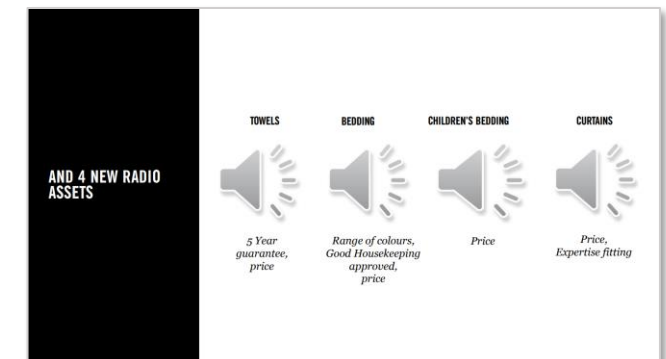 AND 4 NEW RADIO
ASSETS
TOWELS
5 Year
guarantee,
price
BEDDING
Range of colours,
Good Housekeeping
approved,
price
CHILDREN'S BEDDING
Price
CURTAINS
Price,
Expertise fitting